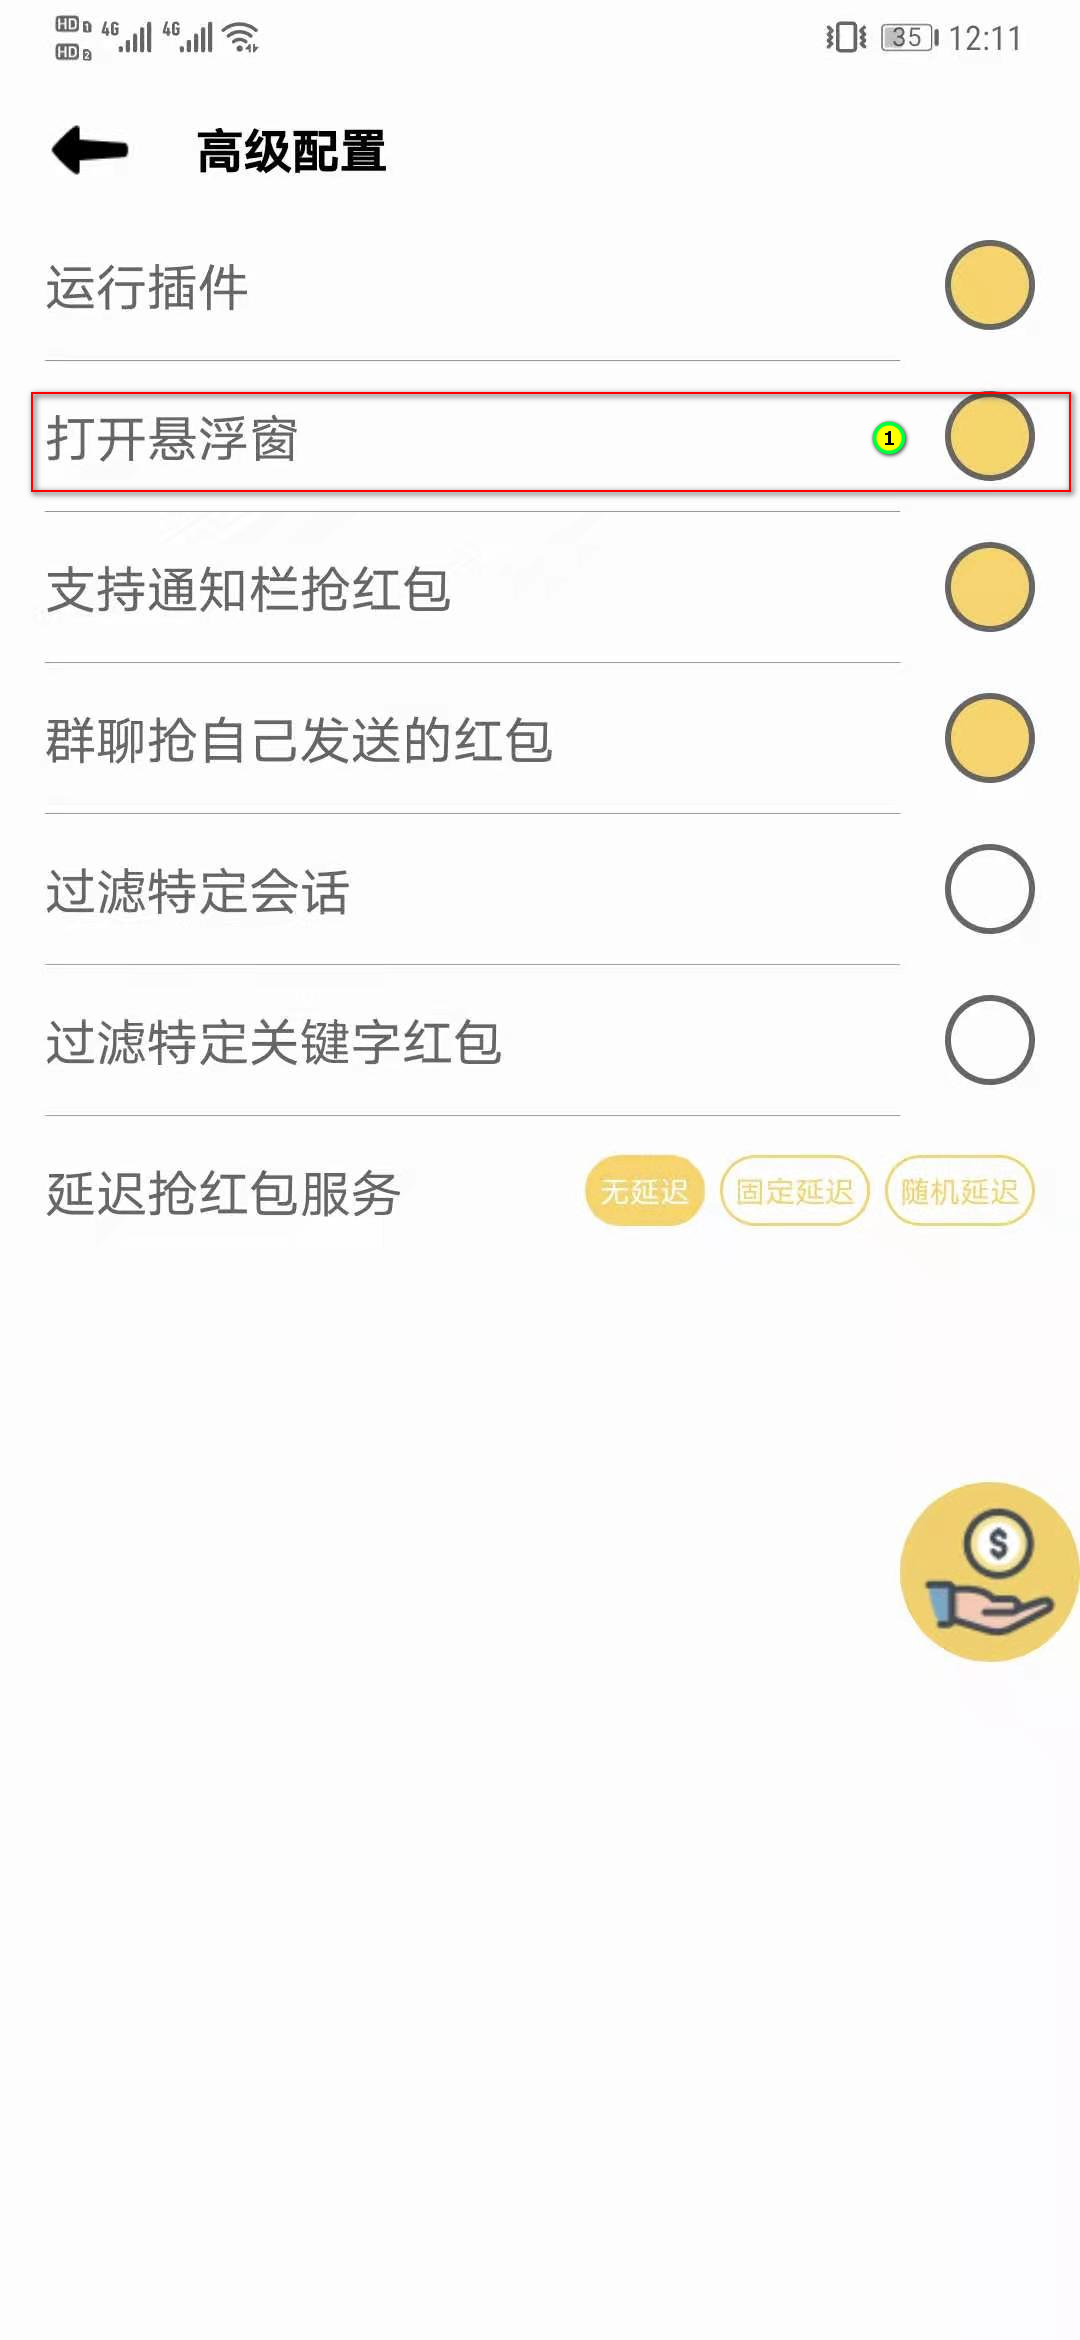 HD 1 4G 4G
HD 2
35 12:11
高级配置
运行插件
打开悬浮窗 1
支持通知栏抢红包
群聊抢自己发送的红包
过滤特定会话
过滤特定关键字红包
延迟抢红包服务 无延迟 固定延迟 随机延迟
$